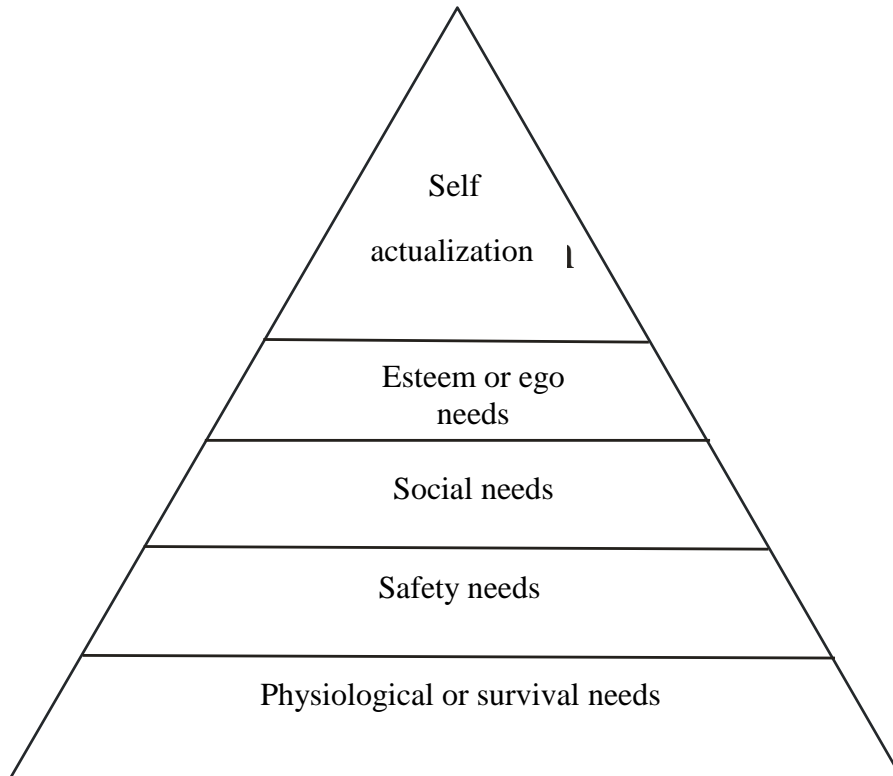 Self
actualization
Esteem or ego
needs
Social needs
Safety needs
Physiological or survival needs